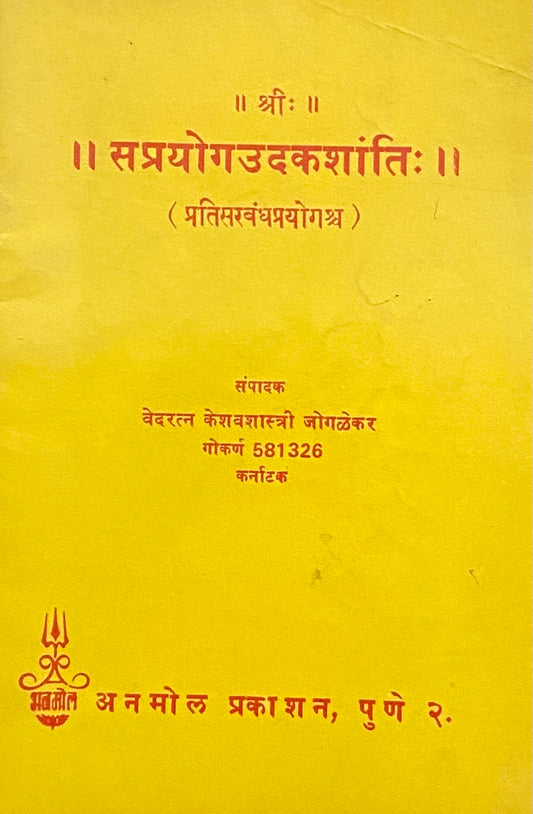 ॥ श्रीः ॥
॥ सप्रयोगउदकशांतिः ॥
( प्रतिसरबंधप्रयोगश्च )
संपादक
वेदरत्न केशवशास्त्री जोगळेकर
गोकर्ण 581326
कर्नाटक
अनमोल
अनमोल प्रकाशन, पुणे २.